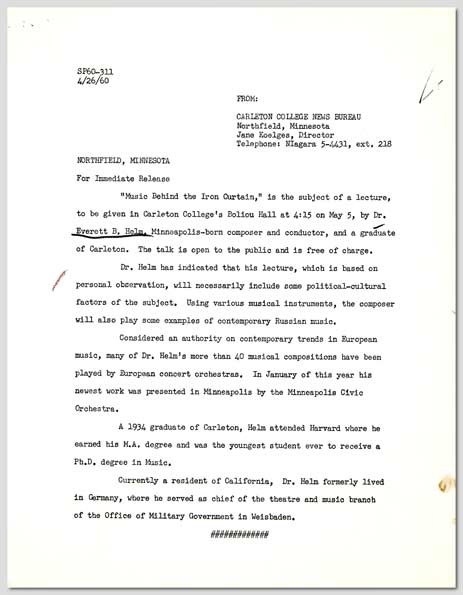 SP60-311
4/26/60
FROM:
CARLETON COLLEGE NEWS BUREAU
Northfield, Minnesota
Jane Koelges, Director
Telephone: NIagara 5-4431, ext. 218
NORTHFIELD, MINNESOTA
For Immediate Release
"Music Behind the Iron Curtain," is the subject of a lecture,
to be given in Carleton College's Boliou Hall at 4:15 on May 5, by Dr.
Everett B. Helm, Minneapolis-born composer and conductor, and a graduate
of Carleton. The talk is open to the public and is free of charge.
Dr. Helm has indicated that his lecture, which is based on
personal observation, will necessarily include some political-cultural
factors of the subject. Using various musical instruments, the composer
will also play some examples of contemporary Russian music.
Considered an authority on contemporary trends in European
music, many of Dr. Helm's more than 40 musical compositions have been
played by European concert orchestras. In January of this year his
newest work was presented in Minneapolis by the Minneapolis Civic
Orchestra.
A 1934 graduate of Carleton, Helm attended Harvard where he
earned his M.A. degree and was the youngest student ever to receive a
Ph.D. degree in Music.
Currently a resident of California, Dr. Helm formerly lived
in Germany, where he served as chief of the theatre and music branch
of the Office of Military Government in Weisbaden.
#############